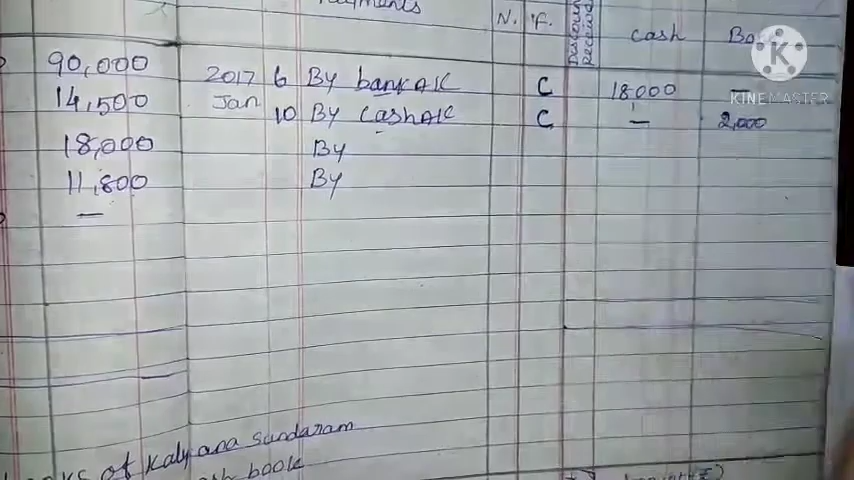 Payments N. F. Discount Received cash Ba
90,000
2017 6 By bank A/C C 18,000 —
KINEMASTER
14,500 Jan 10 By cash A/C C — 2,000
18,000 By
11,800 By
—
of Kalyana Sundaram
book